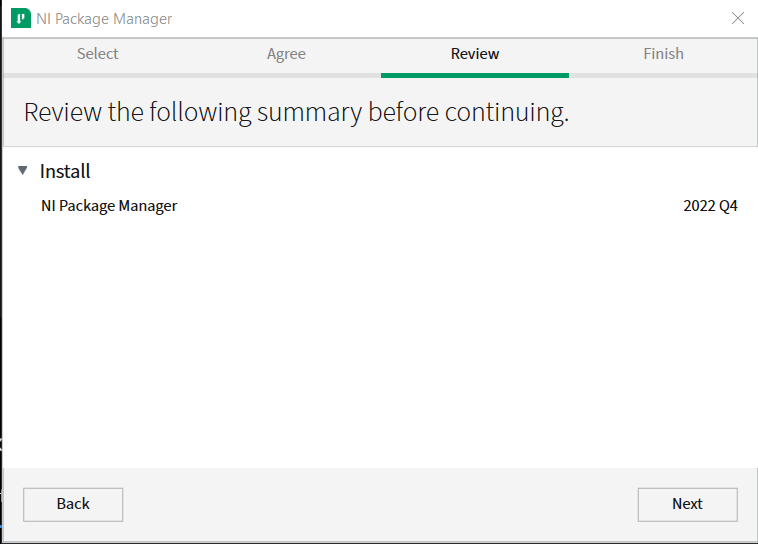 NI Package Manager
Select Agree Review Finish
Review the following summary before continuing.
Install
NI Package Manager 2022 Q4
Back Next